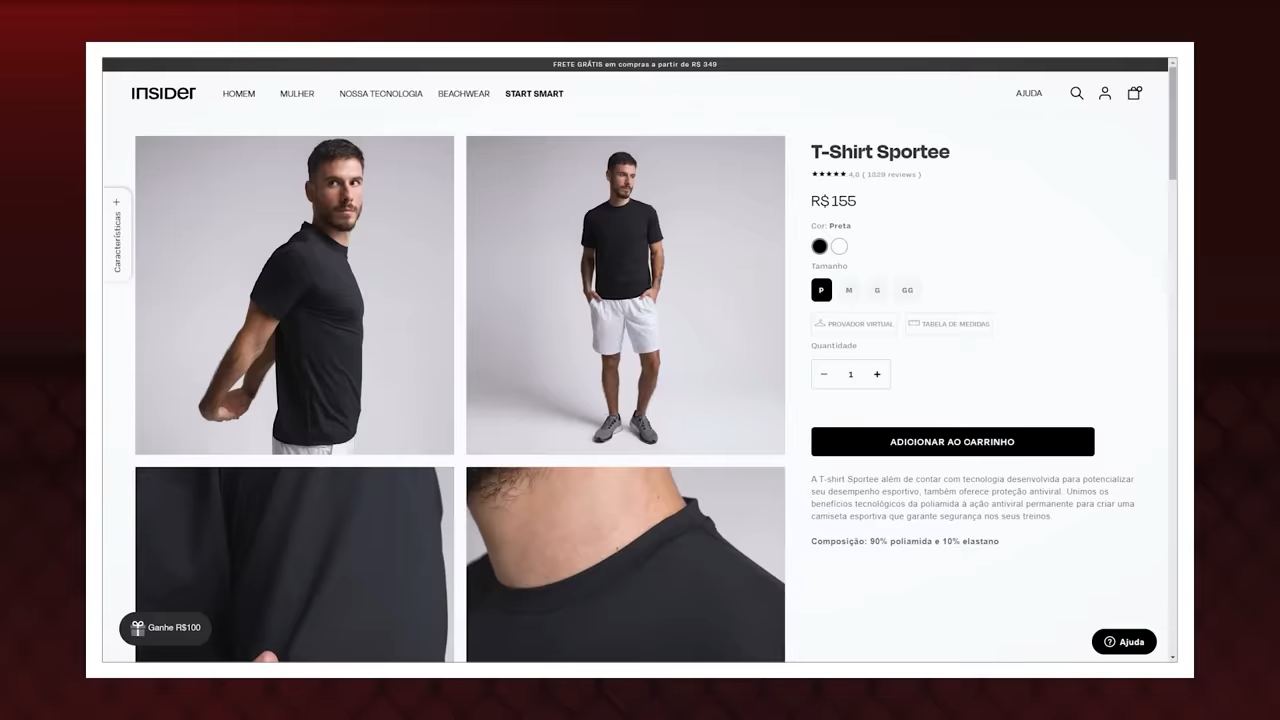 FRETE GRÁTIS em compras a partir de R$ 349
INSIDER
HOMEM
MULHER
NOSSA TECNOLOGIA
BEACHWEAR
START SMART
AJUDA
Características +
T-Shirt Sportee
★★★★★ 4.8 ( 1029 reviews )
R$ 155
Cor: Preta
Tamanho
P M G GG
PROVADOR VIRTUAL
TABELA DE MEDIDAS
Quantidade
− 1 +
ADICIONAR AO CARRINHO
A T-shirt Sportee além de contar com tecnologia desenvolvida para potencializar
seu desempenho esportivo, também oferece proteção antiviral. Unimos os
benefícios tecnológicos da poliamida à ação antiviral permanente para criar uma
camiseta esportiva que garante segurança nos seus treinos.
Composição: 90% poliamida e 10% elastano
Ganhe R$100
Ajuda